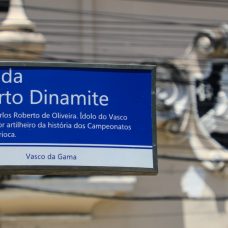 da
rto Dinamite
rlos Roberto de Oliveira. Ídolo do Vasco
or artilheiro da história dos Campeonatos
rioca.
Vasco da Gama